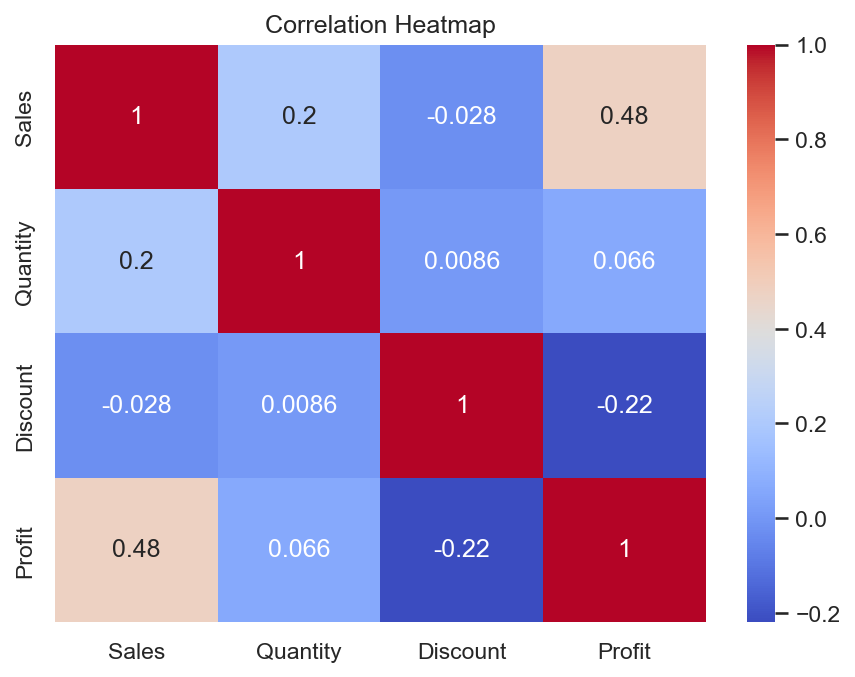 Correlation Heatmap
Sales 1 0.2 -0.028 0.48
Quantity 0.2 1 0.0086 0.066
Discount -0.028 0.0086 1 -0.22
Profit 0.48 0.066 -0.22 1
Sales Quantity Discount Profit
1.0
0.8
0.6
0.4
0.2
0.0
−0.2